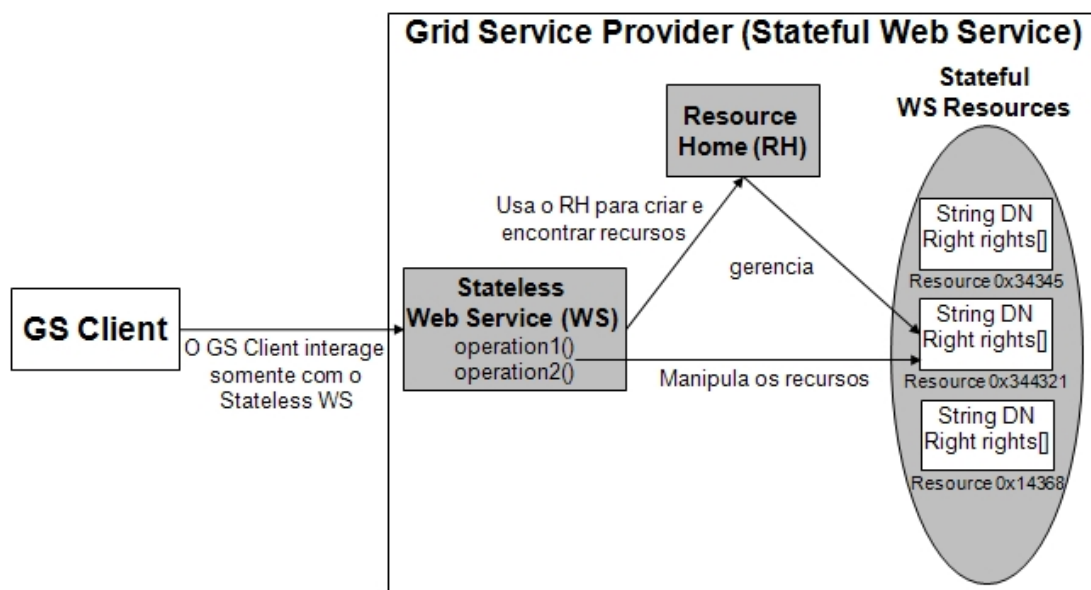 Grid Service Provider (Stateful Web Service)
Stateful
WS Resources
Resource
Home (RH)
Usa o RH para criar e
encontrar recursos
String DN
Right rights[]
Resource 0x34345
gerencia
Stateless
Web Service (WS)
operation1()
operation2()
GS Client
O GS Client interage
somente com o
Stateless WS
String DN
Right rights[]
Resource 0x344321
Manipula os recursos
String DN
Right rights[]
Resource 0x14368